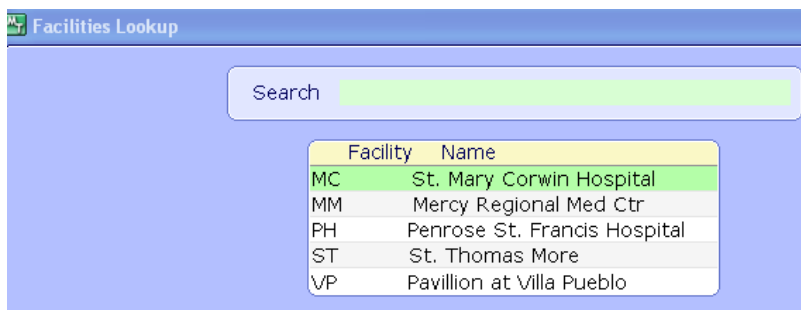 Facilities Lookup
Search
Facility Name
MC St. Mary Corwin Hospital
MM Mercy Regional Med Ctr
PH Penrose St. Francis Hospital
ST St. Thomas More
VP Pavillion at Villa Pueblo